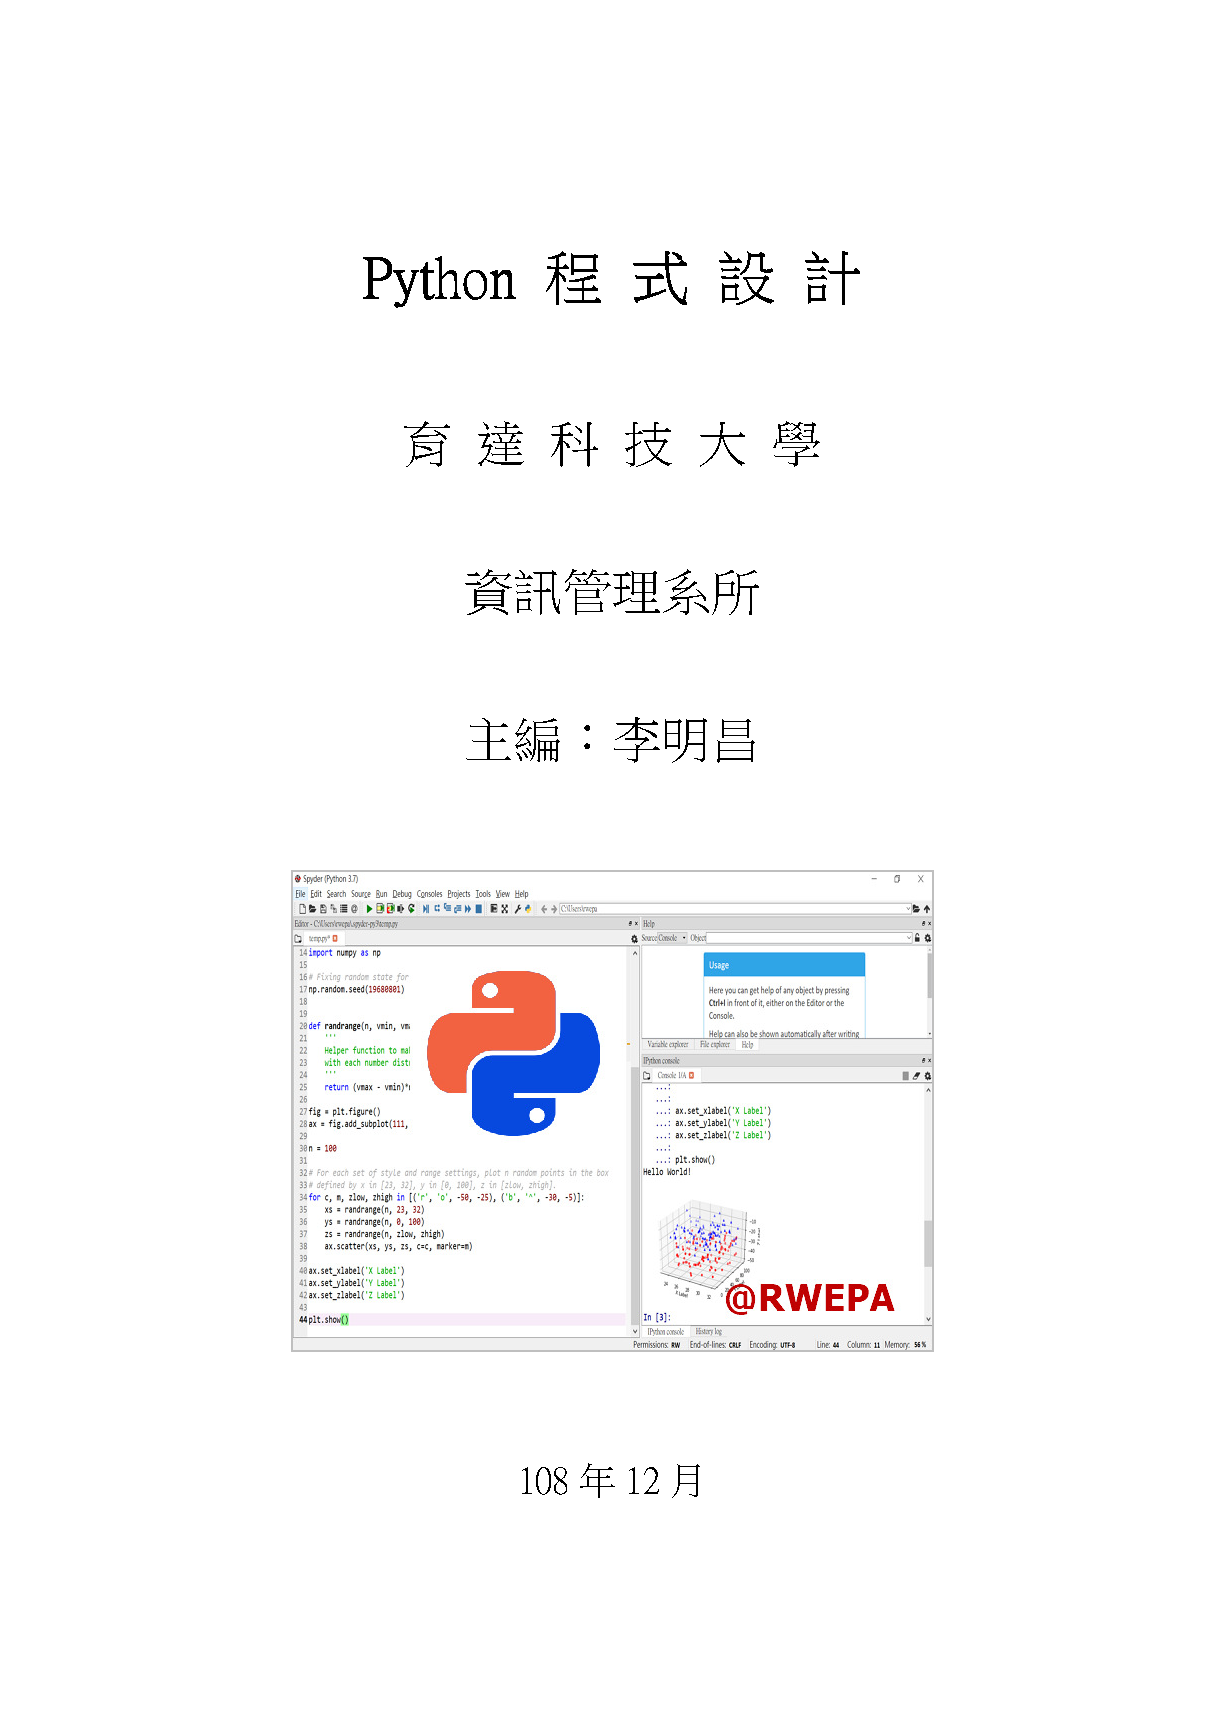 Python 程 式 設 計
育 達 科 技 大 學
資訊管理系所
主編：李明昌
Spyder (Python 3.7)
File Edit Search Source Run Debug Consoles Projects Tools View Help
C:\Users\rwepa
Editor - C:\Users\rwepa\.spyder-py3\temp.py
temp.py*
14 import numpy as np
15
16 # Fixing random state for
17 np.random.seed(19680801)
18
19
20 def randrange(n, vmin, vma
21 '''
22 Helper function to mal
23 with each number dist
24 '''
25 return (vmax - vmin)*
26
27 fig = plt.figure()
28 ax = fig.add_subplot(111,
29
30 n = 100
31
32 # For each set of style and range settings, plot n random points in the box
33 # defined by x in [23, 32], y in [0, 100], z in [zlow, zhigh].
34 for c, m, zlow, zhigh in [('r', 'o', -50, -25), ('b', '^', -30, -5)]:
35 xs = randrange(n, 23, 32)
36 ys = randrange(n, 0, 100)
37 zs = randrange(n, zlow, zhigh)
38 ax.scatter(xs, ys, zs, c=c, marker=m)
39
40 ax.set_xlabel('X Label')
41 ax.set_ylabel('Y Label')
42 ax.set_zlabel('Z Label')
43
44 plt.show()
Help
Source Console Object
Usage
Here you can get help of any object by pressing
Ctrl+I in front of it, either on the Editor or the
Console.
Help can also be shown automatically after writing
Variable explorer File explorer Help
IPython console
Console 1/A
...:
...:
...: ax.set_xlabel('X Label')
...: ax.set_ylabel('Y Label')
...: ax.set_zlabel('Z Label')
...:
...: plt.show()
Hello World!
X Label
@RWEPA
In [3]:
IPython console History log
Permissions: RW End-of-lines: CRLF Encoding: UTF-8 Line: 44 Column: 11 Memory: 56 %
108 年 12 月